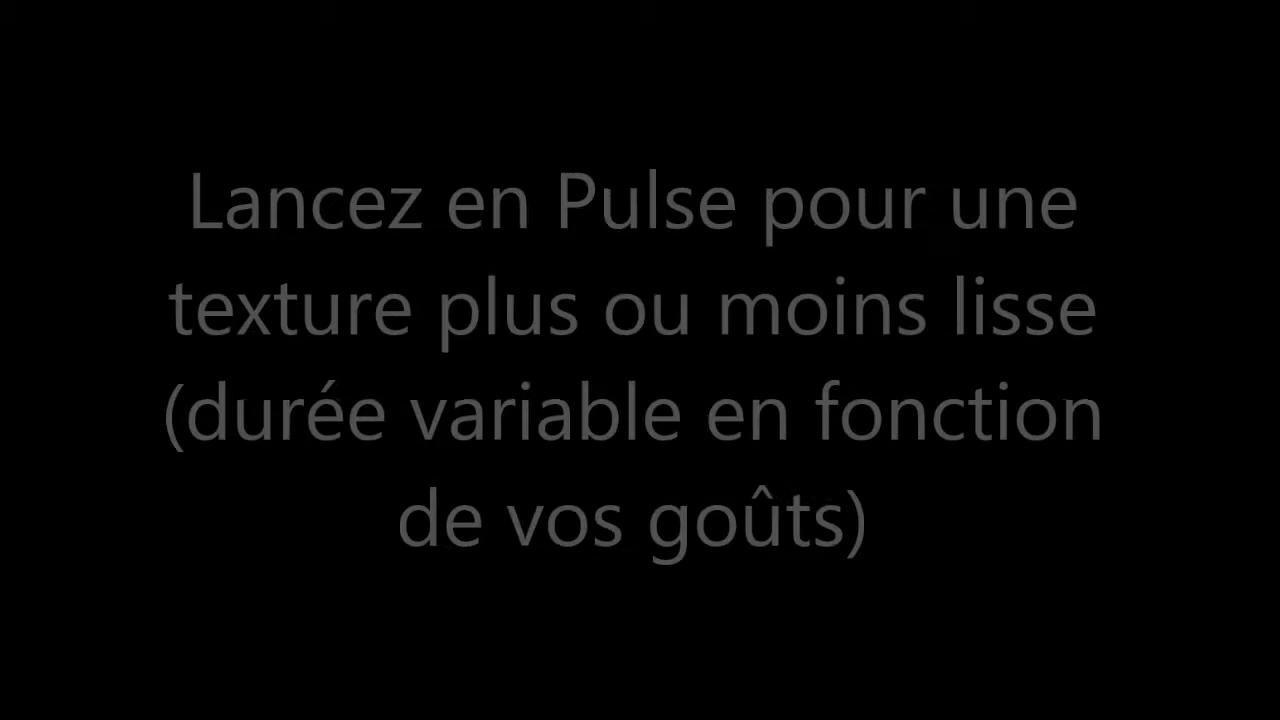 Lancez en Pulse pour une
texture plus ou moins lisse
(durée variable en fonction
de vos goûts)